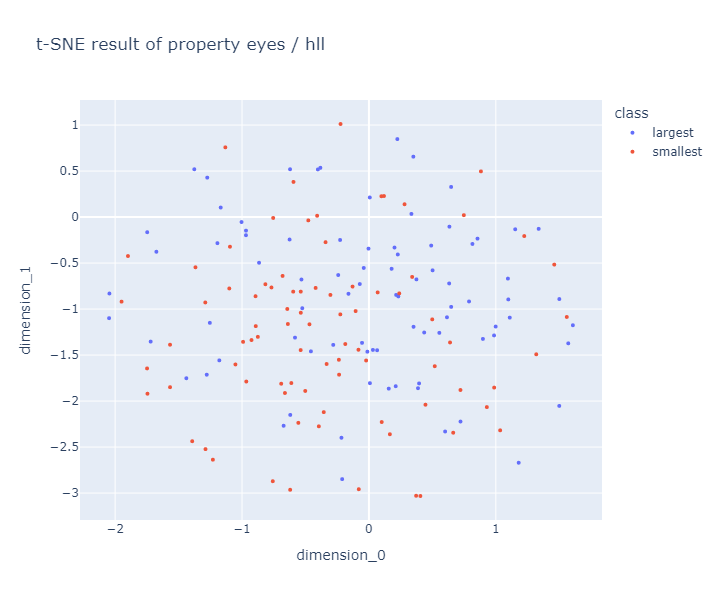 t-SNE result of property eyes / hll
class
largest
smallest
1
0.5
0
−0.5
−1
−1.5
−2
−2.5
−3
dimension_1
−2
−1
0
1
dimension_0